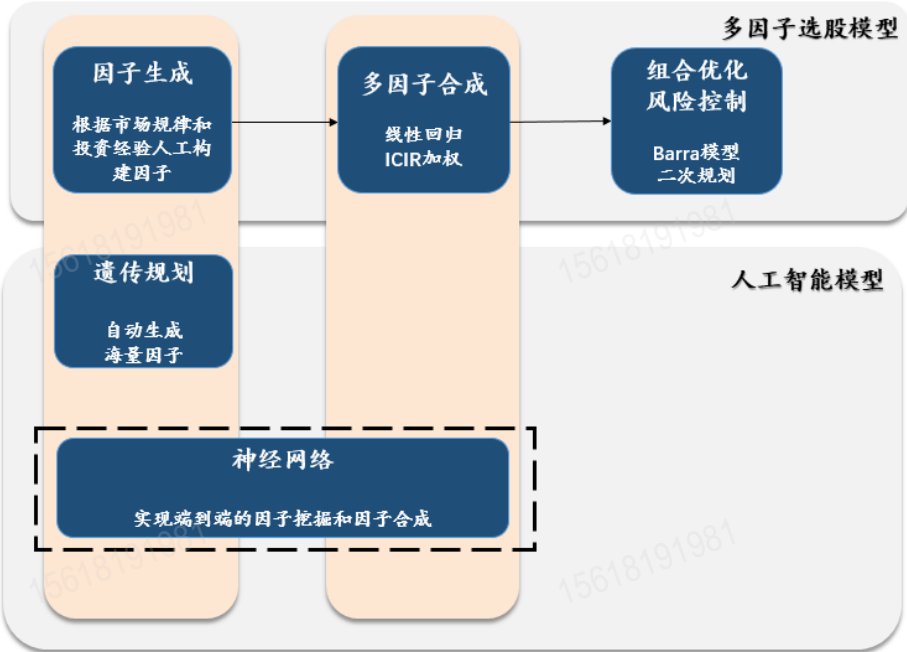 多因子选股模型
因子生成
根据市场规律和
投资经验人工构
建因子
多因子合成
线性回归
ICIR加权
组合优化
风险控制
Barra模型
二次规划
15618191981
15618191981
人工智能模型
遗传规划
自动生成
海量因子
神经网络
实现端到端的因子挖掘和因子合成
15618191981
15618191981